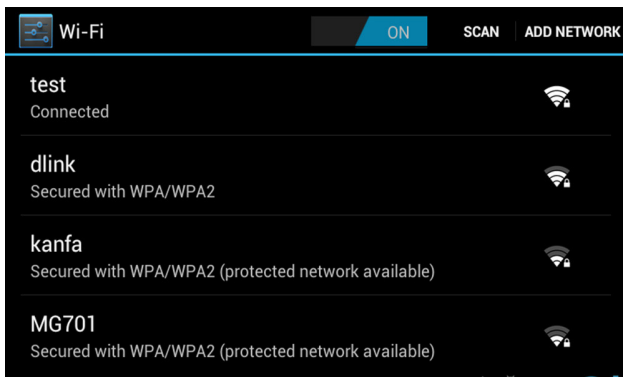 Wi-Fi ON SCAN ADD NETWORK
test
Connected
dlink
Secured with WPA/WPA2
kanfa
Secured with WPA/WPA2 (protected network available)
MG701
Secured with WPA/WPA2 (protected network available)